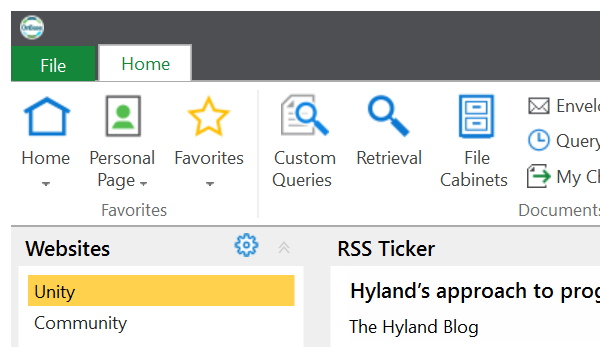 File
Home
Home
Personal
Page
Favorites
Custom
Queries
Retrieval
File
Cabinets
Envelo
Query
My Ch
Favorites
Documents
Websites
RSS Ticker
Unity
Community
Hyland's approach to prog
The Hyland Blog